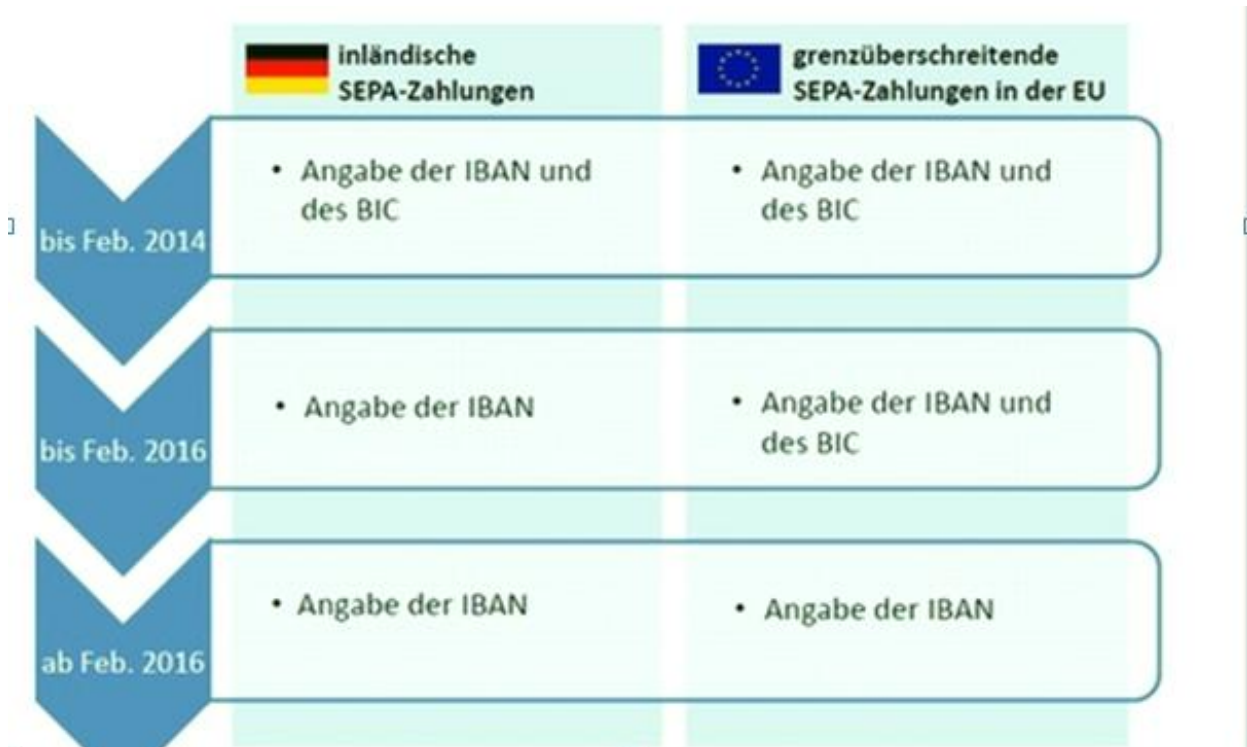 inländische
SEPA-Zahlungen
grenzüberschreitende
SEPA-Zahlungen in der EU
bis Feb. 2014
• Angabe der IBAN und
des BIC
• Angabe der IBAN und
des BIC
bis Feb. 2016
• Angabe der IBAN
• Angabe der IBAN und
des BIC
ab Feb. 2016
• Angabe der IBAN
• Angabe der IBAN